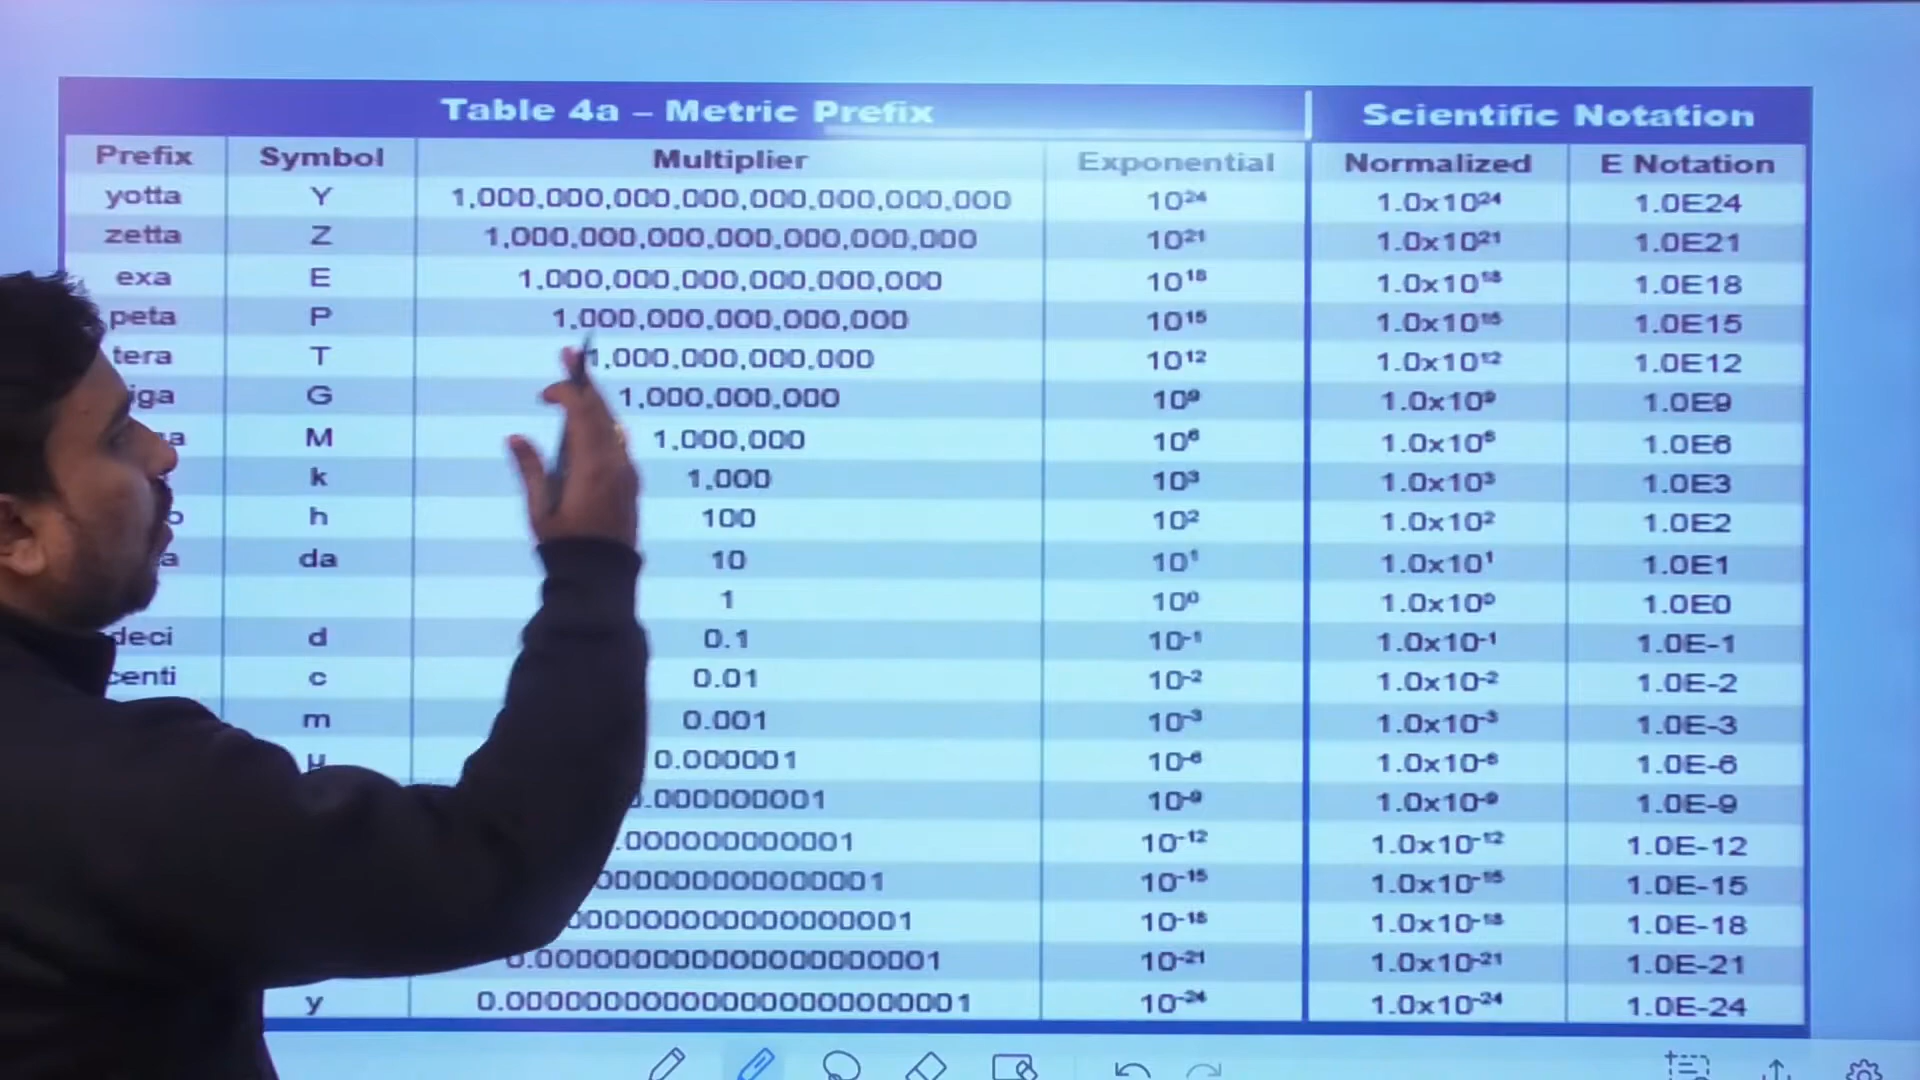 Table 4a – Metric Prefix Scientific Notation
Prefix Symbol Multiplier Exponential Normalized E Notation
yotta Y 1,000,000,000,000,000,000,000,000 10²⁴ 1.0x10²⁴ 1.0E24
zetta Z 1,000,000,000,000,000,000,000 10²¹ 1.0x10²¹ 1.0E21
exa E 1,000,000,000,000,000,000 10¹⁸ 1.0x10¹⁸ 1.0E18
peta P 1,000,000,000,000,000 10¹⁵ 1.0x10¹⁵ 1.0E15
tera T 1,000,000,000,000 10¹² 1.0x10¹² 1.0E12
iga G 1,000,000,000 10⁹ 1.0x10⁹ 1.0E9
a M 1,000,000 10⁶ 1.0x10⁶ 1.0E6
k 1,000 10³ 1.0x10³ 1.0E3
o h 100 10² 1.0x10² 1.0E2
a da 10 10¹ 1.0x10¹ 1.0E1
1 10⁰ 1.0x10⁰ 1.0E0
deci d 0.1 10⁻¹ 1.0x10⁻¹ 1.0E-1
centi c 0.01 10⁻² 1.0x10⁻² 1.0E-2
m 0.001 10⁻³ 1.0x10⁻³ 1.0E-3
µ 0.000001 10⁻⁶ 1.0x10⁻⁶ 1.0E-6
.000000001 10⁻⁹ 1.0x10⁻⁹ 1.0E-9
.000000000001 10⁻¹² 1.0x10⁻¹² 1.0E-12
00000000000001 10⁻¹⁵ 1.0x10⁻¹⁵ 1.0E-15
10⁻¹⁸ 1.0x10⁻¹⁸ 1.0E-18
0.000000000000000000001 10⁻²¹ 1.0x10⁻²¹ 1.0E-21
y 0.000000000000000000000001 10⁻²⁴ 1.0x10⁻²⁴ 1.0E-24